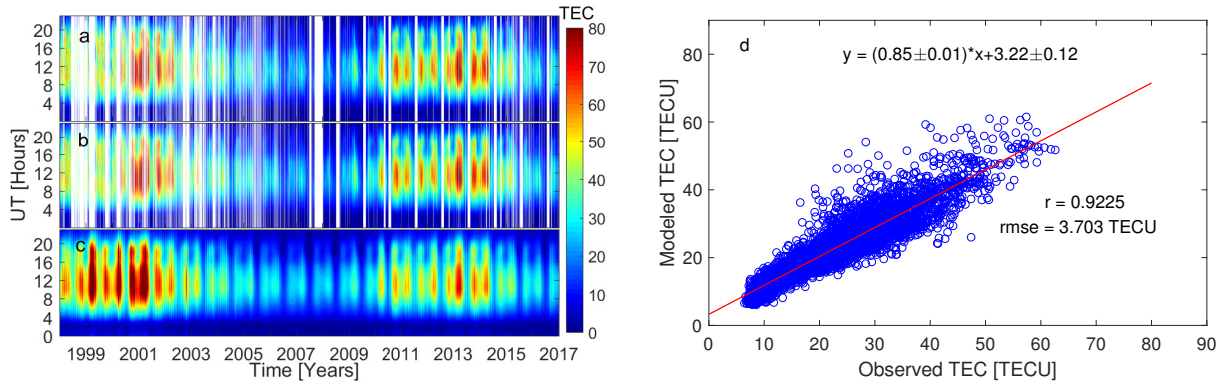 TEC
a
b
c
20
16
12
8
4
20
16
12
8
4
20
16
12
8
4
0
UT [Hours]
1999 2001 2003 2005 2007 2009 2011 2013 2015 2017
Time [Years]
80
70
60
50
40
30
20
10
0
d
y = (0.85±0.01)*x+3.22±0.12
r = 0.9225
rmse = 3.703 TECU
80
60
40
20
0
Modeled TEC [TECU]
0 10 20 30 40 50 60 70 80 90
Observed TEC [TECU]